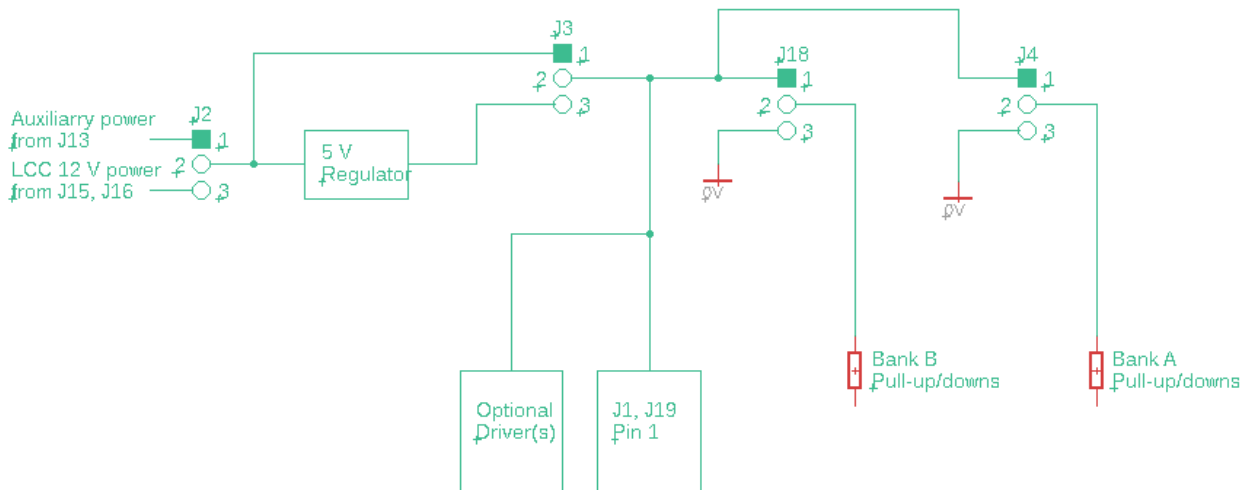 J3
1
2
3
J18
1
2
3
0V
J4
1
2
3
0V
J2
1
2
3
Auxiliarry power
from J13
LCC 12 V power
from J15, J16
5 V
Regulator
Optional
Driver(s)
J1, J19
Pin 1
Bank B
Pull-up/downs
Bank A
Pull-up/downs